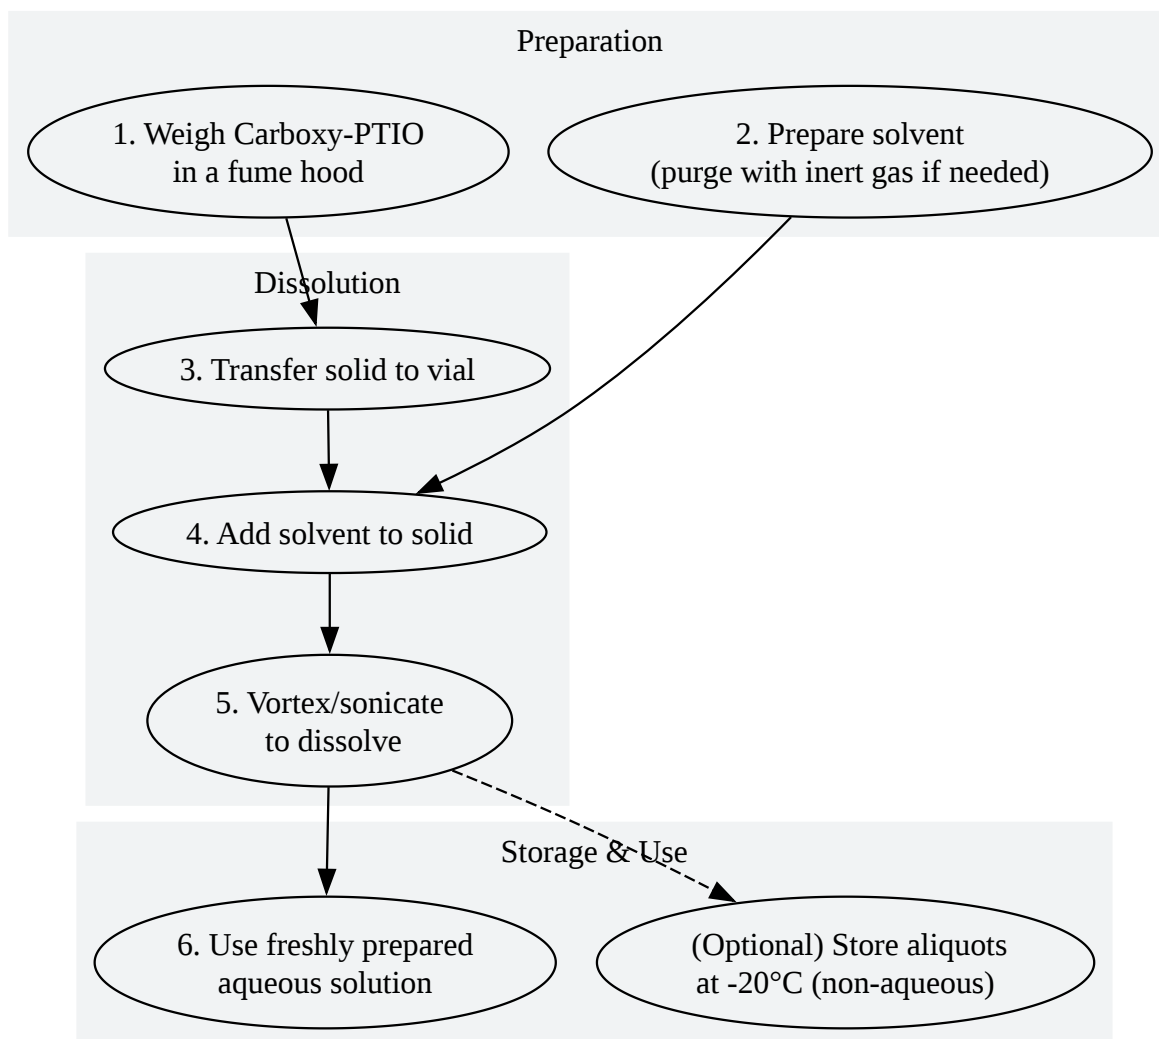 Preparation
1. Weigh Carboxy-PTIO
in a fume hood
2. Prepare solvent
(purge with inert gas if needed)
Dissolution
3. Transfer solid to vial
4. Add solvent to solid
5. Vortex/sonicate
to dissolve
Storage & Use
6. Use freshly prepared
aqueous solution
(Optional) Store aliquots
at -20°C (non-aqueous)